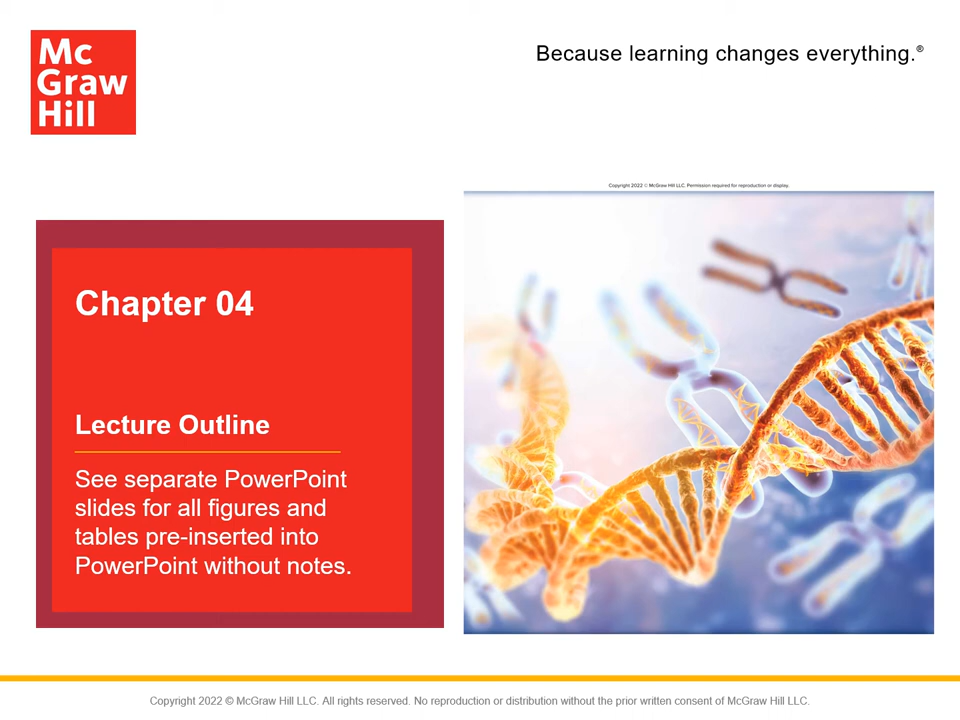 Mc
Graw
Hill
Because learning changes everything.®
Copyright 2022 © McGraw Hill LLC. Permission required for reproduction or display.
Chapter 04
Lecture Outline
See separate PowerPoint
slides for all figures and
tables pre-inserted into
PowerPoint without notes.
Copyright 2022 © McGraw Hill LLC. All rights reserved. No reproduction or distribution without the prior written consent of McGraw Hill LLC.